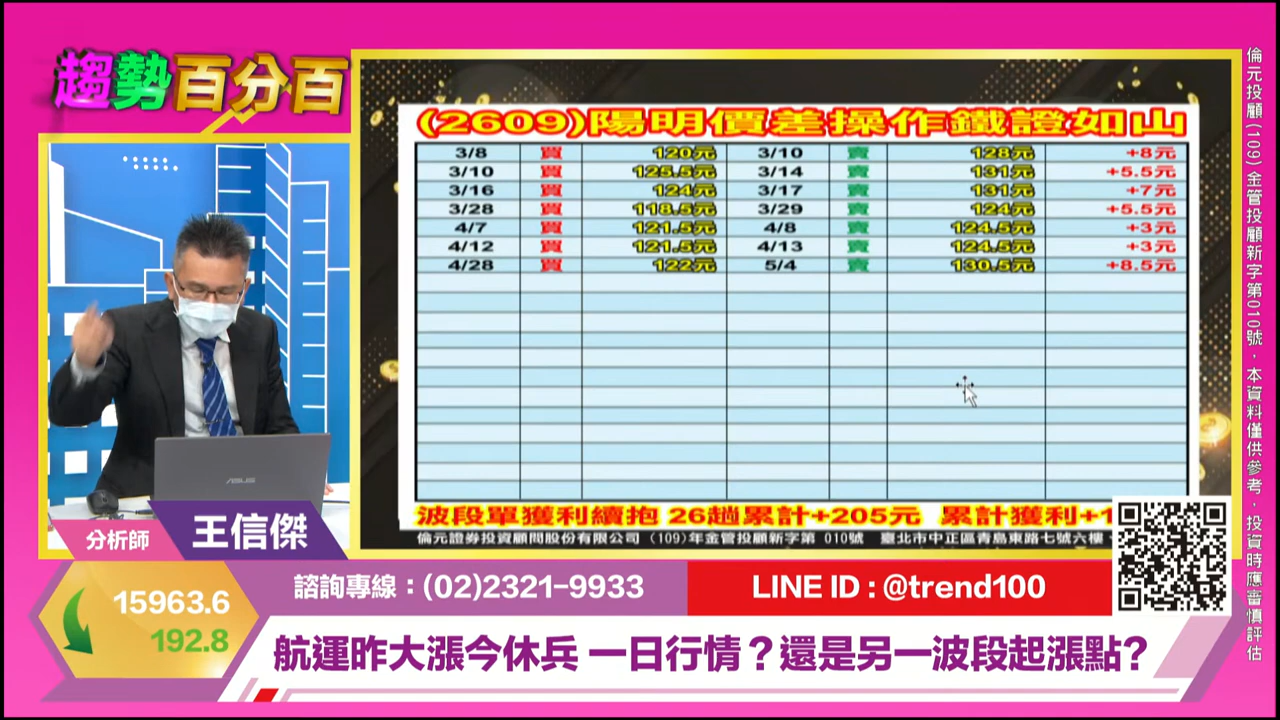 趨勢百分百
(2609)陽明價差操作鐵證如山
3/8 買 120元 3/10 賣 128元 +8元
3/10 買 125.5元 3/14 賣 131元 +5.5元
3/16 買 124元 3/17 賣 131元 +7元
3/28 買 118.5元 3/29 賣 124元 +5.5元
4/7 買 121.5元 4/8 賣 124.5元 +3元
4/12 買 121.5元 4/13 賣 124.5元 +3元
4/28 買 122元 5/4 賣 130.5元 +8.5元
波段單獲利續抱 26趟累計+205元 累計獲利+1
倫元證券投資顧問股份有限公司 (109)年金管投顧新字第 010號 臺北市中正區青島東路七號六樓
ASUS
分析師 王信傑
諮詢專線：(02)2321-9933
LINE ID : @trend100
15963.6
192.8
航運昨大漲今休兵 一日行情？還是另一波段起漲點?
倫元投顧(109)金管投顧新字第010號，本資料僅供參考，投資時應審慎評估